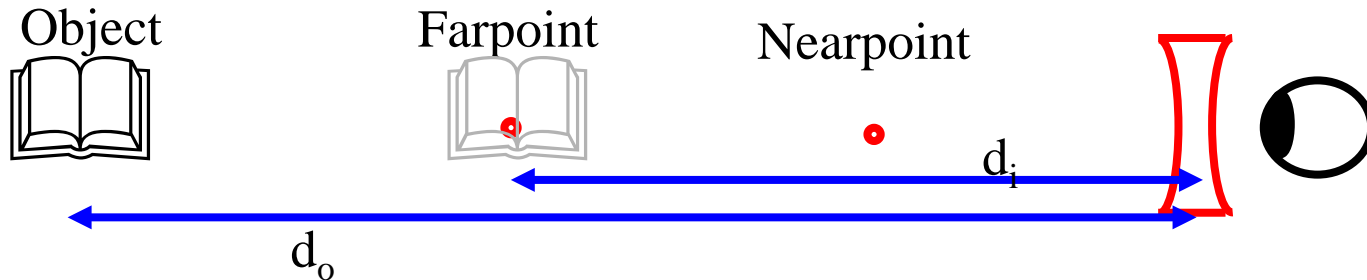 Object
Farpoint
Nearpoint
dᵢ
dₒ